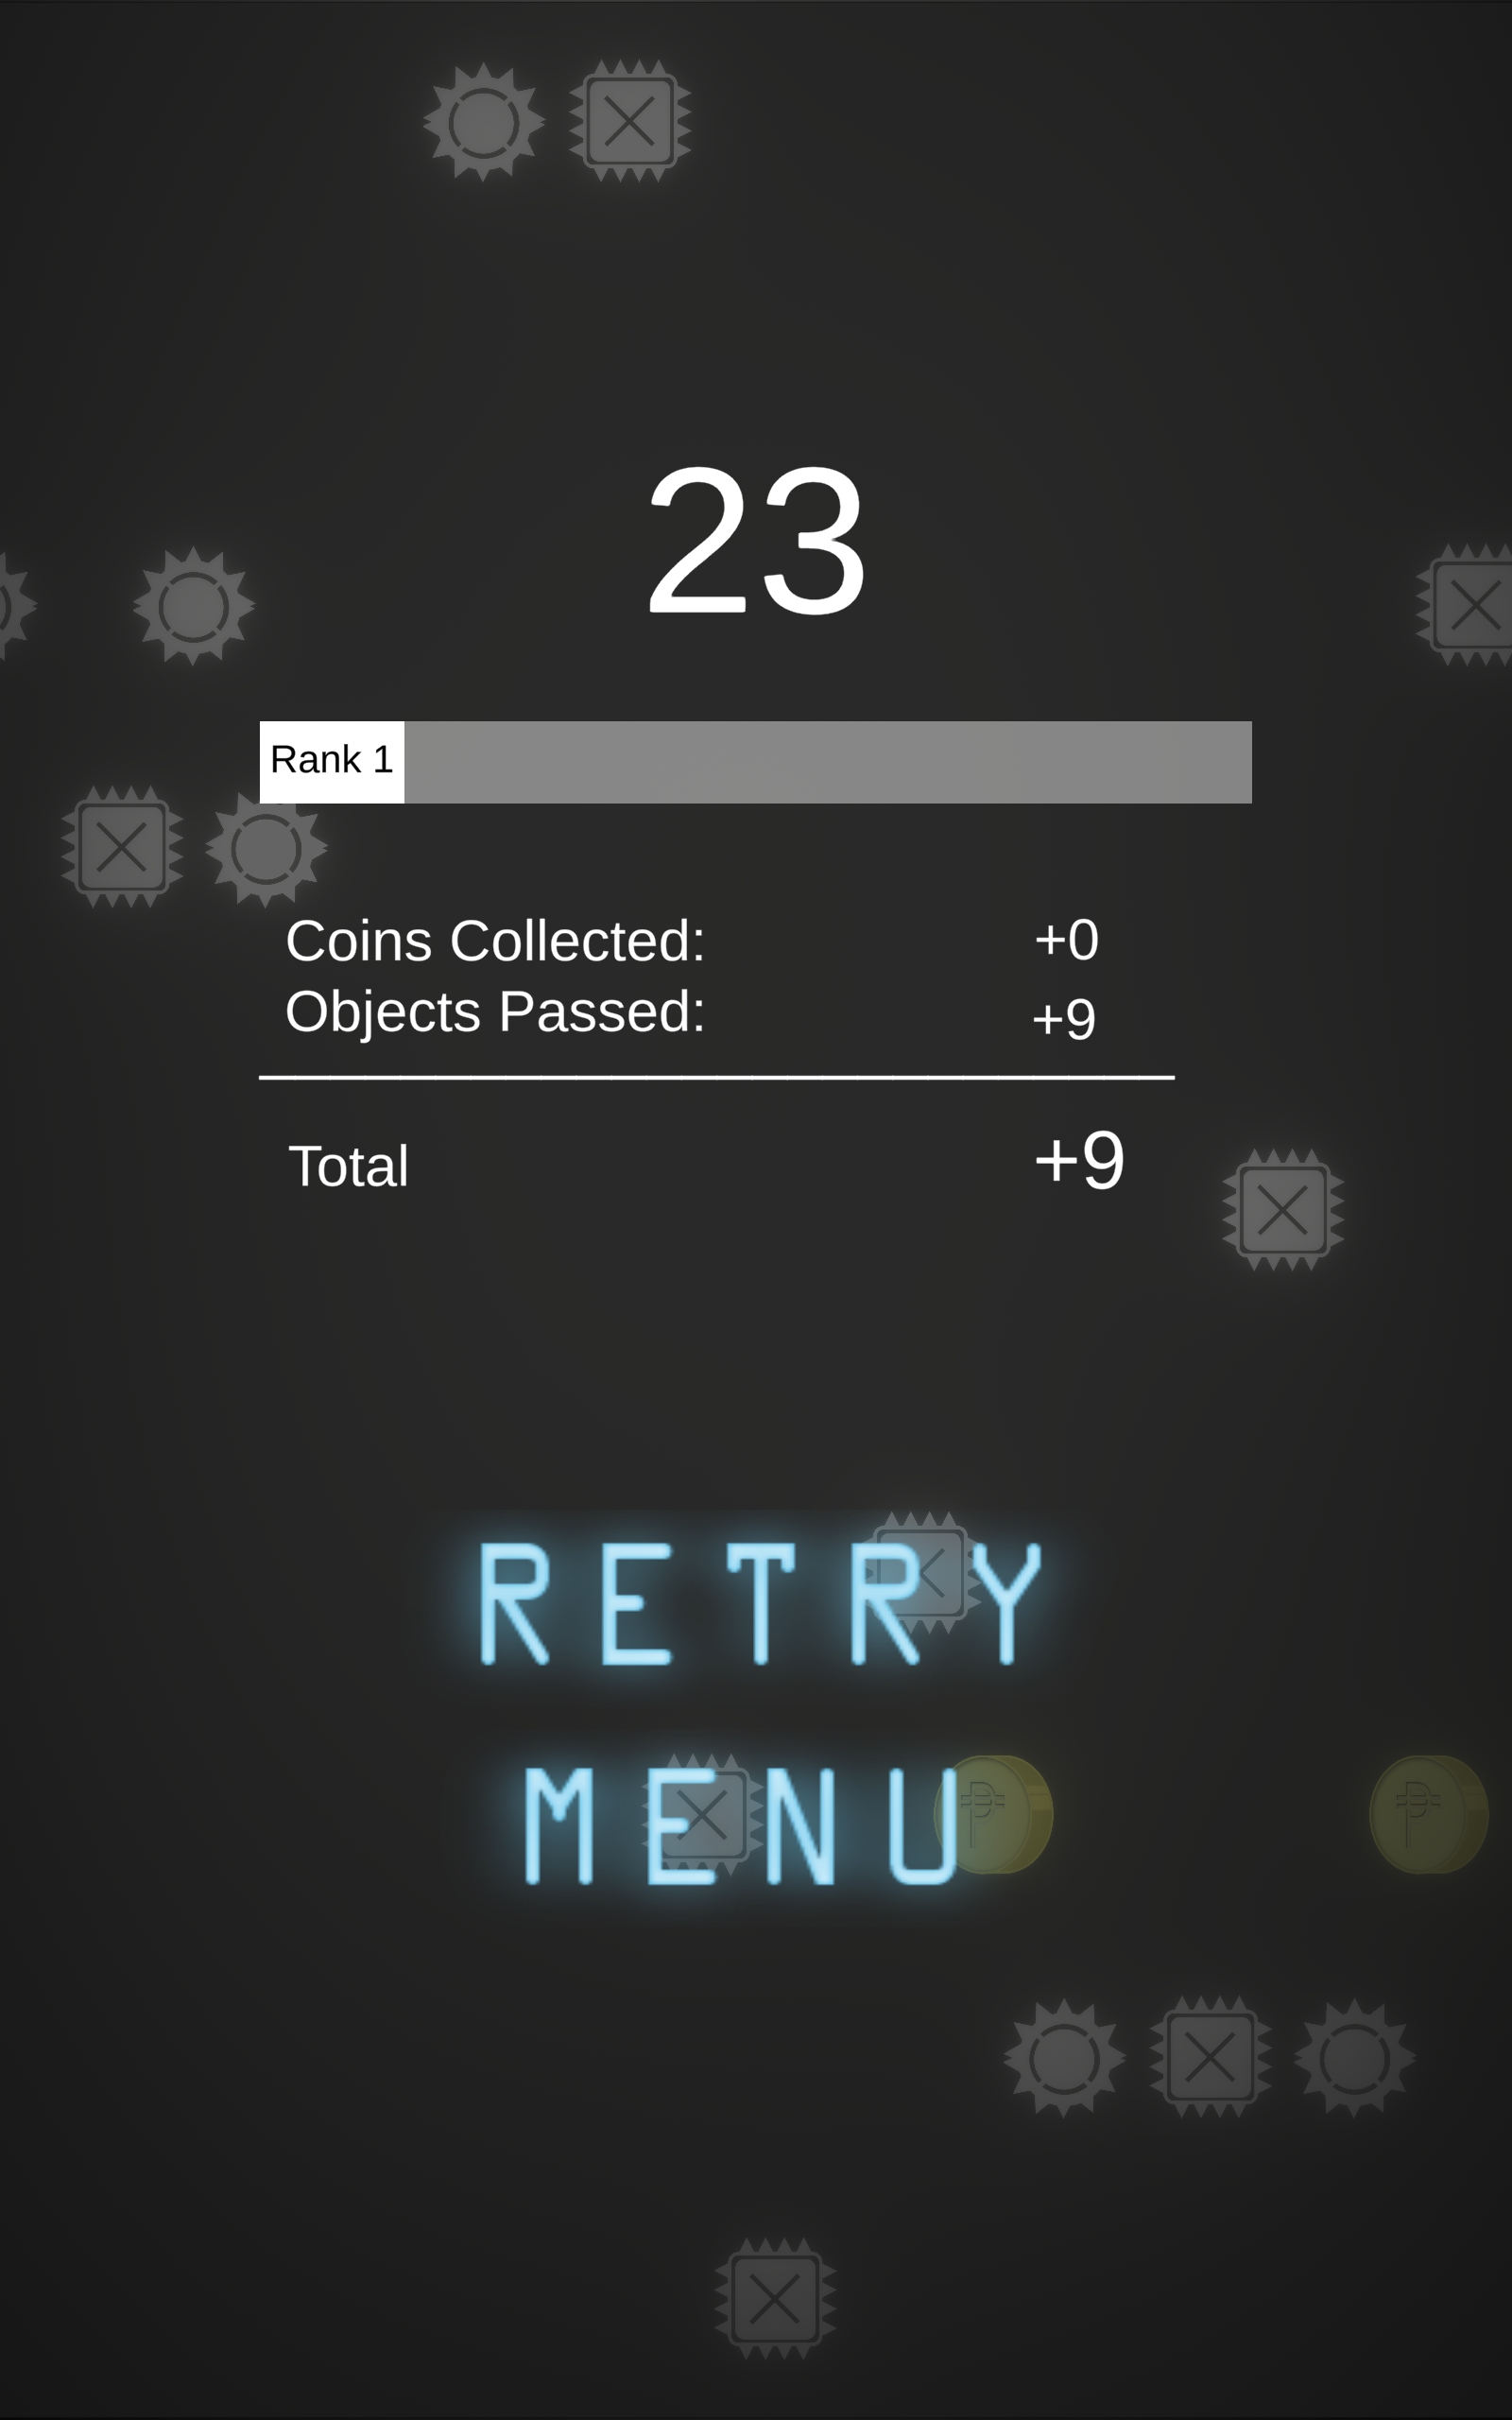 23
Rank 1
Coins Collected: +0
Objects Passed: +9
Total +9
RETRY
MENU